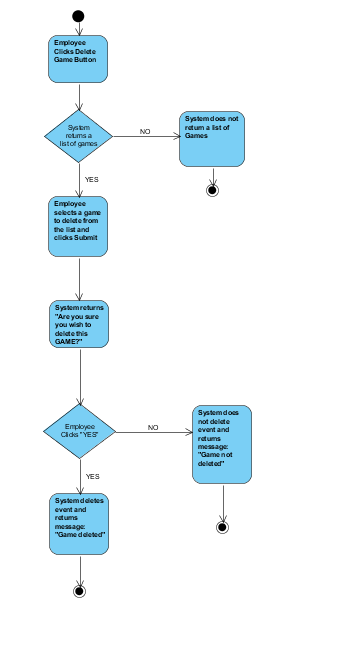 Employee
Clicks Delete
Game Button
System
returns a
list of games
NO
System does not
return a list of
Games
YES
Employee
selects a game
to delete from
the list and
clicks Submit
System returns
"Are you sure
you wish to
delete this
GAME?"
Employee
Clicks "YES"
NO
System does
not delete
event and
returns
message:
"Game not
deleted"
YES
System deletes
event and
returns
message:
"Game deleted"